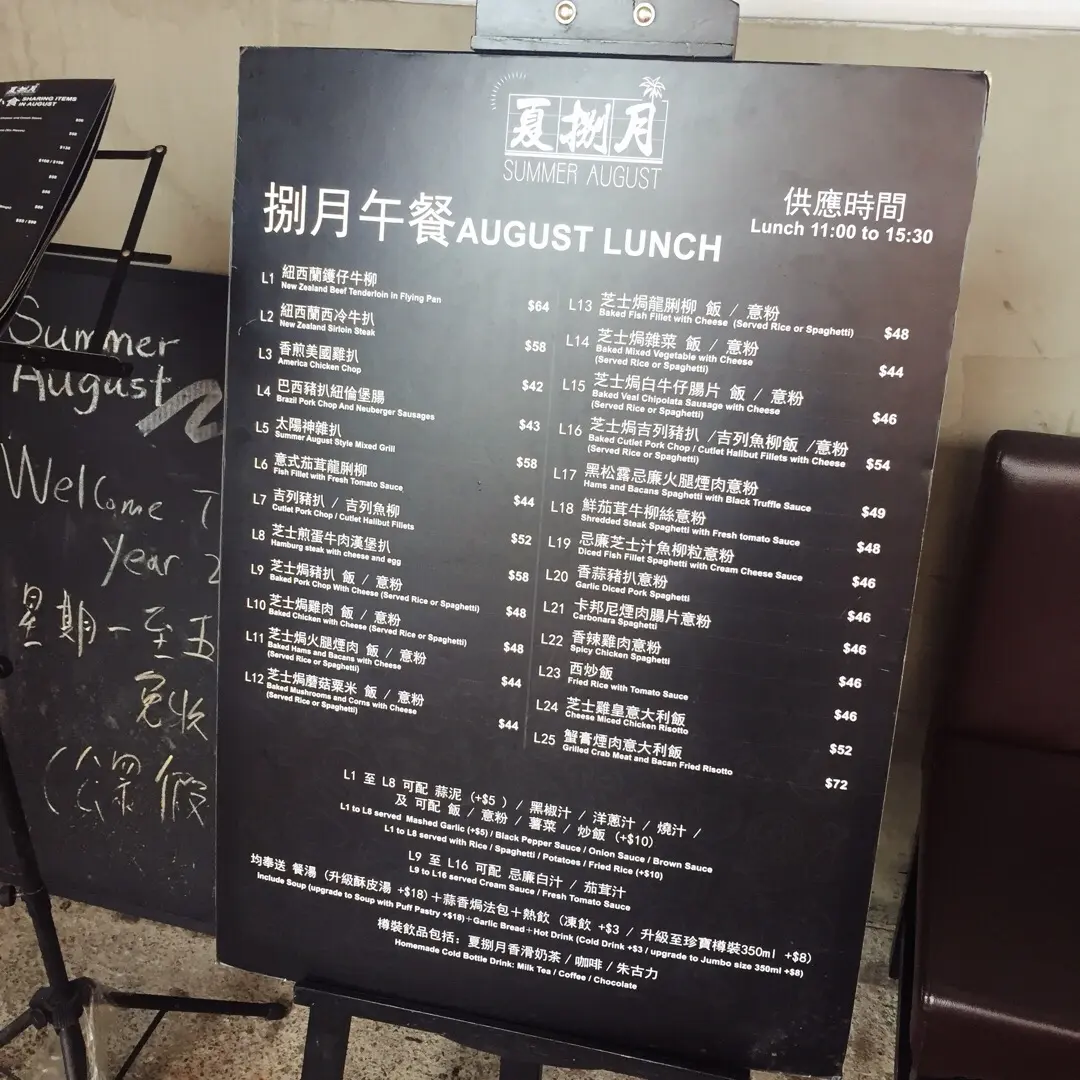 夏捌月
SHARING ITEMS
IN AUGUST
Summer
August
Welcome
year
星期一至五
免收
夏捌月
SUMMER AUGUST
捌月午餐AUGUST LUNCH
供應時間
Lunch 11:00 to 15:30
L1 紐西蘭鑊仔牛柳
New Zealand Beef Tenderloin In Flying Pan
$64
L2 紐西蘭西冷牛扒
New Zealand Sirloin Steak
$58
L3 香煎美國雞扒
America Chicken Chop
$42
L4 巴西豬扒紐倫堡腸
Brazil Pork Chop And Neuberger Sausages
$43
L5 太陽神雜扒
Summer August Style Mixed Grill
$58
L6 意式茄茸龍脷柳
Fish Fillet with Fresh Tomato Sauce
$44
L7 吉列豬扒 / 吉列魚柳
Cutlet Pork Chop / Cutlet Halibut Fillets
$52
L8 芝士煎蛋牛肉漢堡扒
Hamburg steak with cheese and egg
$58
L9 芝士焗豬扒 飯 / 意粉
Baked Pork Chop With Cheese (Served Rice or Spaghetti)
$48
L10 芝士焗雞肉 飯 / 意粉
Baked Chicken with Cheese (Served Rice or Spaghetti)
$48
L11 芝士焗火腿煙肉 飯 / 意粉
Baked Hams and Bacans with Cheese
(Served Rice or Spaghetti)
$44
L12 芝士焗蘑菇粟米 飯 / 意粉
Baked Mushrooms and Corns with Cheese
(Served Rice or Spaghetti)
$44
L13 芝士焗龍脷柳 飯 / 意粉
Baked Fish Fillet with Cheese (Served Rice or Spaghetti)
$48
L14 芝士焗雜菜 飯 / 意粉
Baked Mixed Vegetable with Cheese
(Served Rice or Spaghetti)
$44
L15 芝士焗白牛仔腸片 飯 / 意粉
Baked Veal Chipolata Sausage with Cheese
(Served Rice or Spaghetti)
$46
L16 芝士焗吉列豬扒 /吉列魚柳飯 /意粉
Baked Cutlet Pork Chop / Cutlet Halibut Fillets with Cheese
(Served Rice or Spaghetti)
$54
L17 黑松露忌廉火腿煙肉意粉
Hams and Bacans Spaghetti with Black Truffle Sauce
$49
L18 鮮茄茸牛柳絲意粉
Shredded Steak Spaghetti with Fresh tomato Sauce
$48
L19 忌廉芝士汁魚柳粒意粉
Diced Fish Fillet Spaghetti with Cream Cheese Sauce
$46
L20 香蒜豬扒意粉
Garlic Diced Pork Spaghetti
$46
L21 卡邦尼煙肉腸片意粉
Carbonara Spaghetti
$46
L22 香辣雞肉意粉
Spicy Chicken Spaghetti
$46
L23 西炒飯
Fried Rice with Tomato Sauce
$46
L24 芝士雞皇意大利飯
Cheese Miced Chicken Risotto
$52
L25 蟹膏煙肉意大利飯
Grilled Crab Meat and Bacan Fried Risotto
$72
L1 至 L8 可配 蒜泥 (+$5 ) / 黑椒汁 / 洋蔥汁 / 燒汁 /
及 可配 飯 / 意粉 / 薯菜 / 炒飯 (+$10)
L1 to L8 served Mashed Garlic (+$5) / Black Pepper Sauce / Onion Sauce / Brown Sauce
L1 to L8 served with Rice / Spaghetti / Potatoes / Fried Rice (+$10)
L9 至 L16 可配 忌廉白汁 / 茄茸汁
L9 to L16 served Cream Sauce / Fresh Tomato Sauce
均奉送 餐湯 (升級酥皮湯 +$18)＋蒜香焗法包＋熱飲 (凍飲 +$3 / 升級至珍寶樽裝350ml +$8)
Include Soup (upgrade to Soup with Puff Pastry +$18)＋Garlic Bread＋Hot Drink (Cold Drink +$3 / upgrade to Jumbo size 350ml +$8)
樽裝飲品包括: 夏捌月香滑奶茶 / 咖啡 / 朱古力
Homemade Cold Bottle Drink: Milk Tea / Coffee / Chocolate